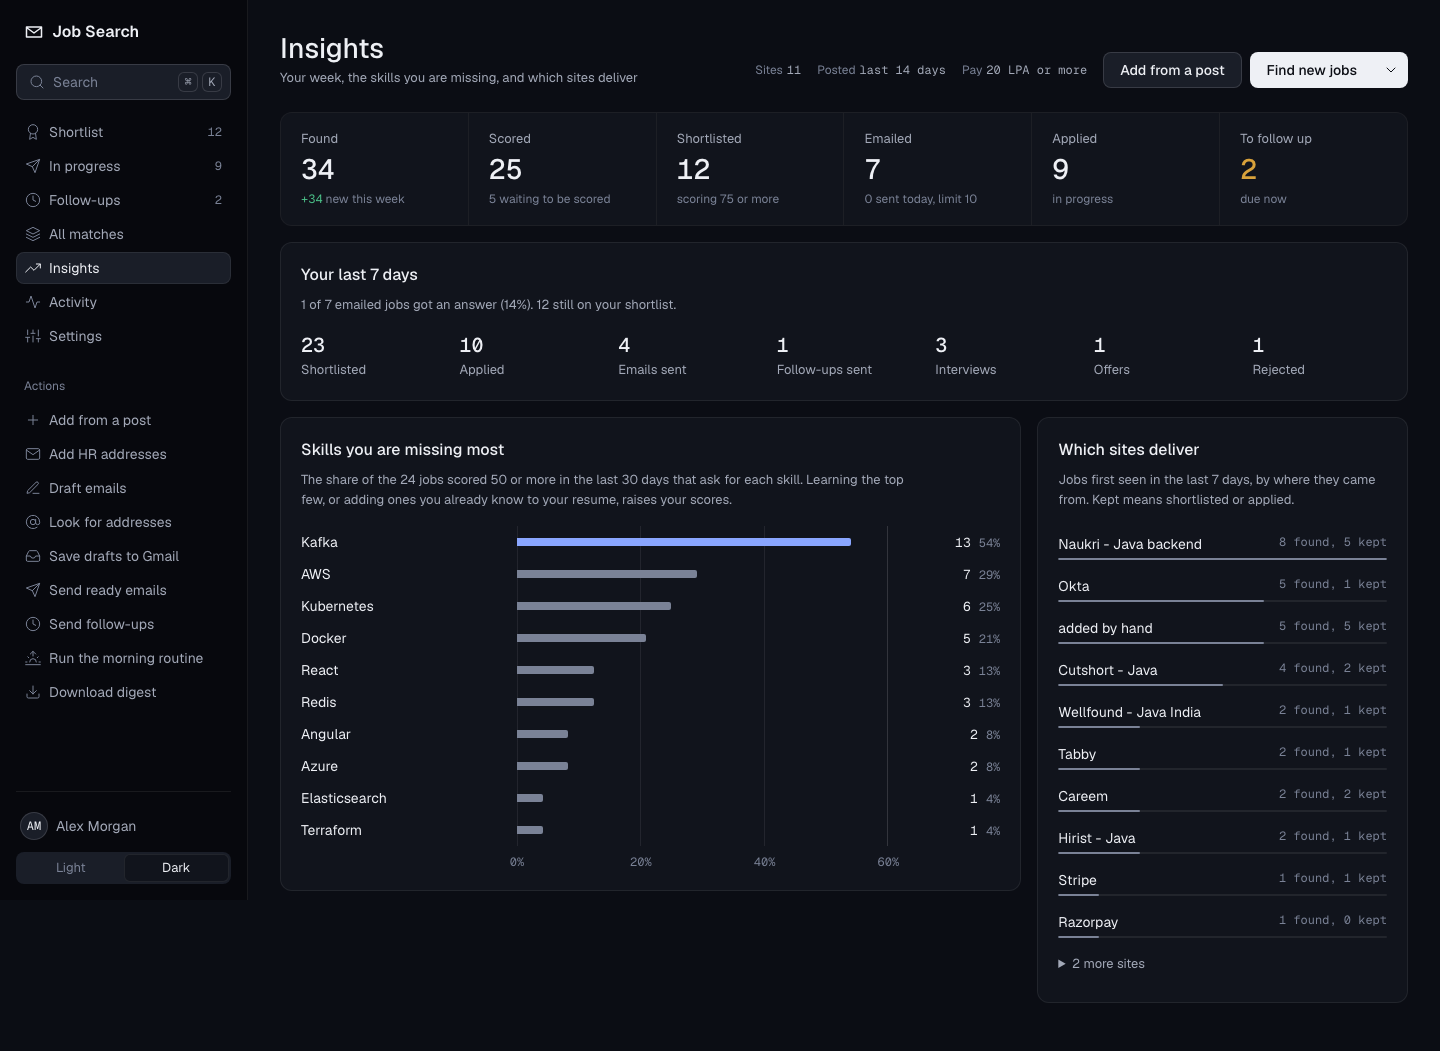 Job Search
Search ⌘ K
Shortlist 12
In progress 9
Follow-ups 2
All matches
Insights
Activity
Settings
Actions
Add from a post
Add HR addresses
Draft emails
Look for addresses
Save drafts to Gmail
Send ready emails
Send follow-ups
Run the morning routine
Download digest
AM Alex Morgan
Light Dark
Insights
Your week, the skills you are missing, and which sites deliver
Sites 11 Posted last 14 days Pay 20 LPA or more
Add from a post
Find new jobs
Found
34
+34 new this week
Scored
25
5 waiting to be scored
Shortlisted
12
scoring 75 or more
Emailed
7
0 sent today, limit 10
Applied
9
in progress
To follow up
2
due now
Your last 7 days
1 of 7 emailed jobs got an answer (14%). 12 still on your shortlist.
23
Shortlisted
10
Applied
4
Emails sent
1
Follow-ups sent
3
Interviews
1
Offers
1
Rejected
Skills you are missing most
The share of the 24 jobs scored 50 or more in the last 30 days that ask for each skill. Learning the top
few, or adding ones you already know to your resume, raises your scores.
Kafka 13 54%
AWS 7 29%
Kubernetes 6 25%
Docker 5 21%
React 3 13%
Redis 3 13%
Angular 2 8%
Azure 2 8%
Elasticsearch 1 4%
Terraform 1 4%
0% 20% 40% 60%
Which sites deliver
Jobs first seen in the last 7 days, by where they came
from. Kept means shortlisted or applied.
Naukri - Java backend 8 found, 5 kept
Okta 5 found, 1 kept
added by hand 5 found, 5 kept
Cutshort - Java 4 found, 2 kept
Wellfound - Java India 2 found, 1 kept
Tabby 2 found, 1 kept
Careem 2 found, 2 kept
Hirist - Java 2 found, 1 kept
Stripe 1 found, 1 kept
Razorpay 1 found, 0 kept
2 more sites